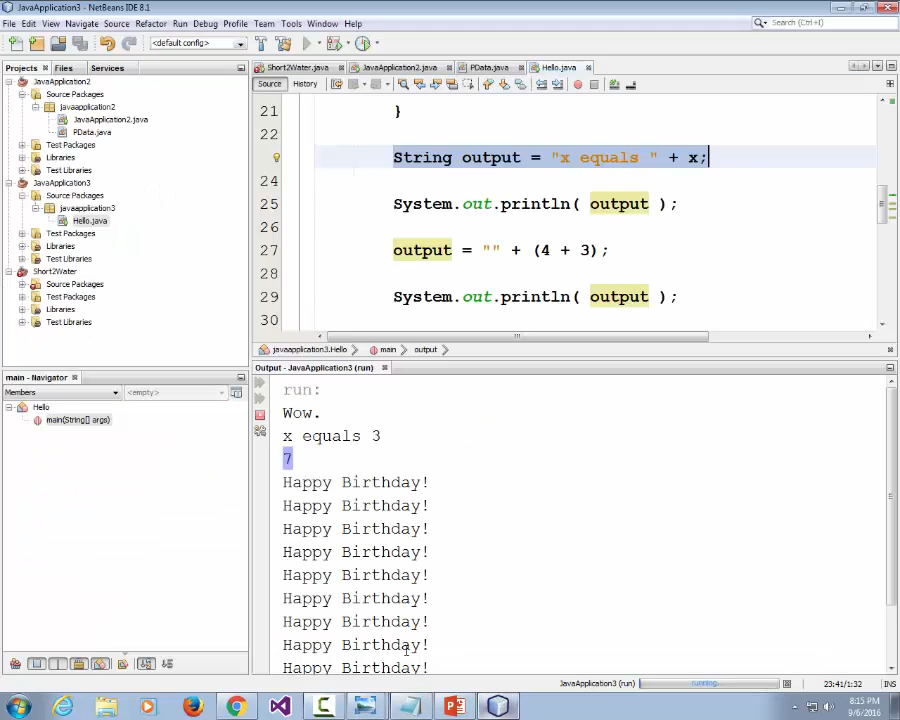 JavaApplication3 - NetBeans IDE 8.1
File Edit View Navigate Source Refactor Run Debug Profile Team Tools Window Help
<default config>
Search (Ctrl+I)
Projects Files Services
Short2Water.java JavaApplication2.java PData.java Hello.java
Source History
JavaApplication2
Source Packages
javaapplication2
JavaApplication2.java
PData.java
Test Packages
Libraries
Test Libraries
JavaApplication3
Source Packages
javaapplication3
Hello.java
Test Packages
Libraries
Test Libraries
Short2Water
Source Packages
Test Packages
Libraries
Test Libraries
21 }
22
String output = "x equals " + x;
24
25 System.out.println( output );
26
27 output = "" + (4 + 3);
28
29 System.out.println( output );
30
javaapplication3.Hello main output
main - Navigator
Members <empty>
Hello
main(String[] args)
Output - JavaApplication3 (run)
run:
Wow.
x equals 3
7
Happy Birthday!
Happy Birthday!
Happy Birthday!
Happy Birthday!
Happy Birthday!
Happy Birthday!
Happy Birthday!
Happy Birthday!
Happy Birthday!
JavaApplication3 (run) running... 23:41/1:32 INS
8:15 PM
9/6/2016